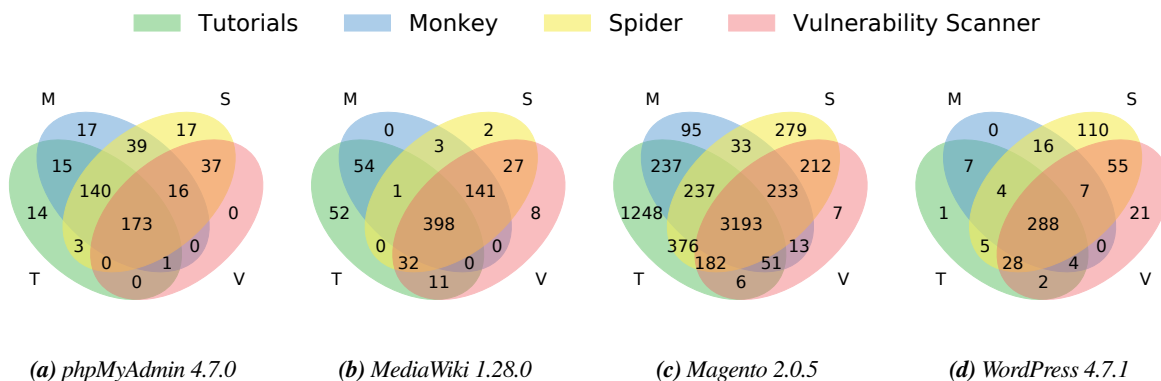 Tutorials Monkey Spider Vulnerability Scanner
M S M S M S M S
17 17 0 2 95 279 0 110
39 3 33 16
15 37 54 27 237 212 7 55
140 16 1 141 237 233 4 7
14 0 52 8 1248 7 1 21
173 398 3193 288
3 0 0 0 376 13 5 0
0 1 32 0 182 51 28 4
T 0 V T 11 V T 6 V T 2 V
(a) phpMyAdmin 4.7.0 (b) MediaWiki 1.28.0 (c) Magento 2.0.5 (d) WordPress 4.7.1